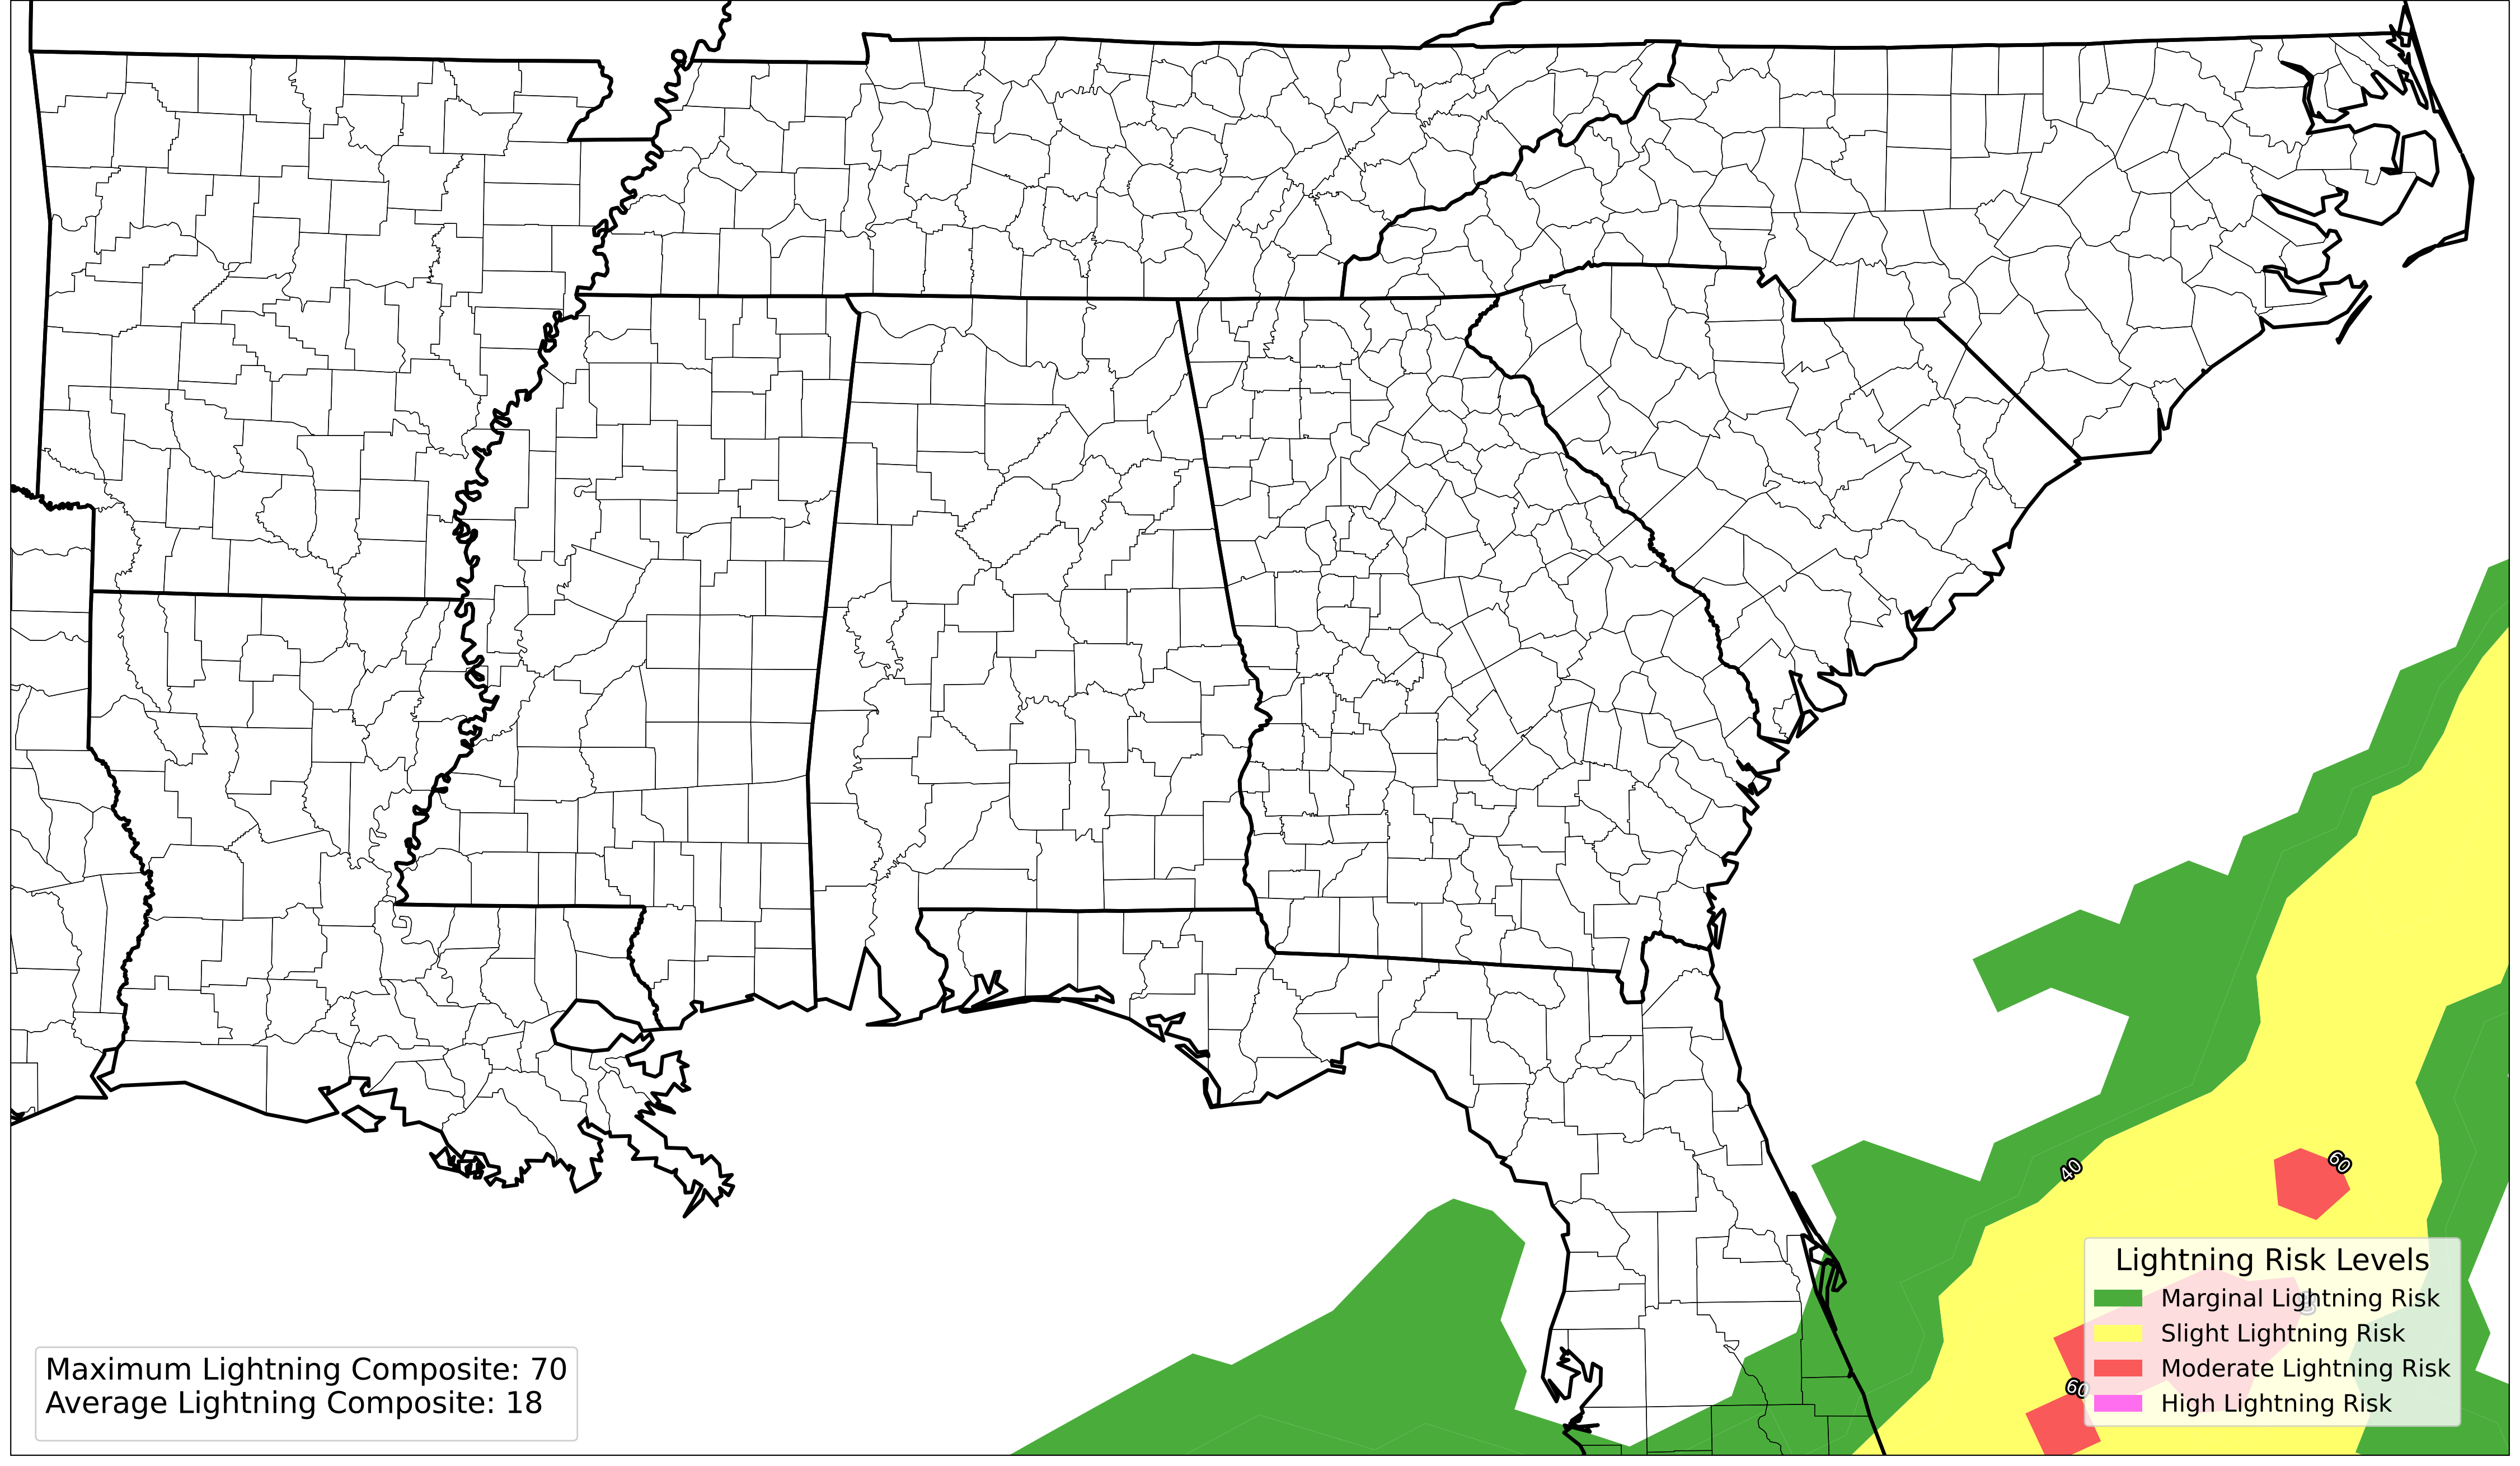 40
60
Lightning Risk Levels
Marginal Lightning Risk
Slight Lightning Risk
Moderate Lightning Risk
High Lightning Risk
60
Maximum Lightning Composite: 70
Average Lightning Composite: 18